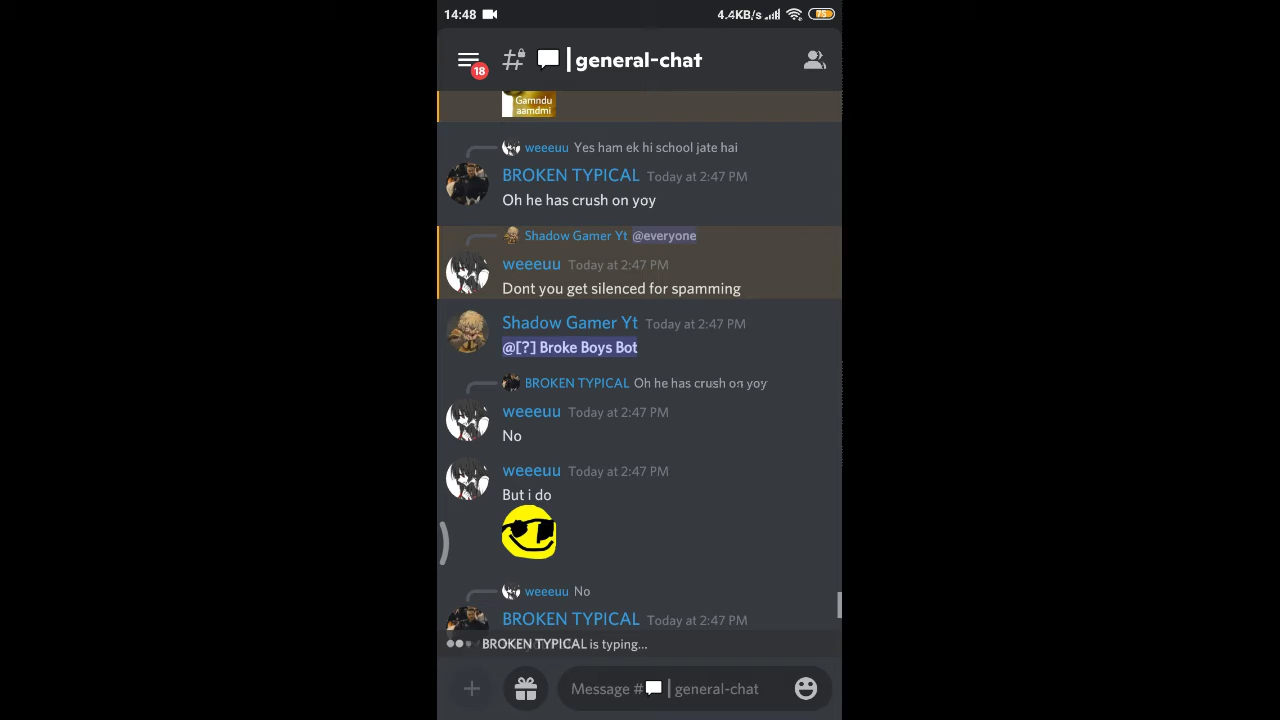 14:48 4.4KB/s 75
18 general-chat
Gamndu
aamdmi
weeeuu Yes ham ek hi school jate hai
BROKEN TYPICAL Today at 2:47 PM
Oh he has crush on yoy
Shadow Gamer Yt @everyone
weeeuu Today at 2:47 PM
Dont you get silenced for spamming
Shadow Gamer Yt Today at 2:47 PM
@[?] Broke Boys Bot
BROKEN TYPICAL Oh he has crush on yoy
weeeuu Today at 2:47 PM
No
weeeuu Today at 2:47 PM
But i do
weeeuu No
BROKEN TYPICAL Today at 2:47 PM
BROKEN TYPICAL is typing...
Message # | general-chat